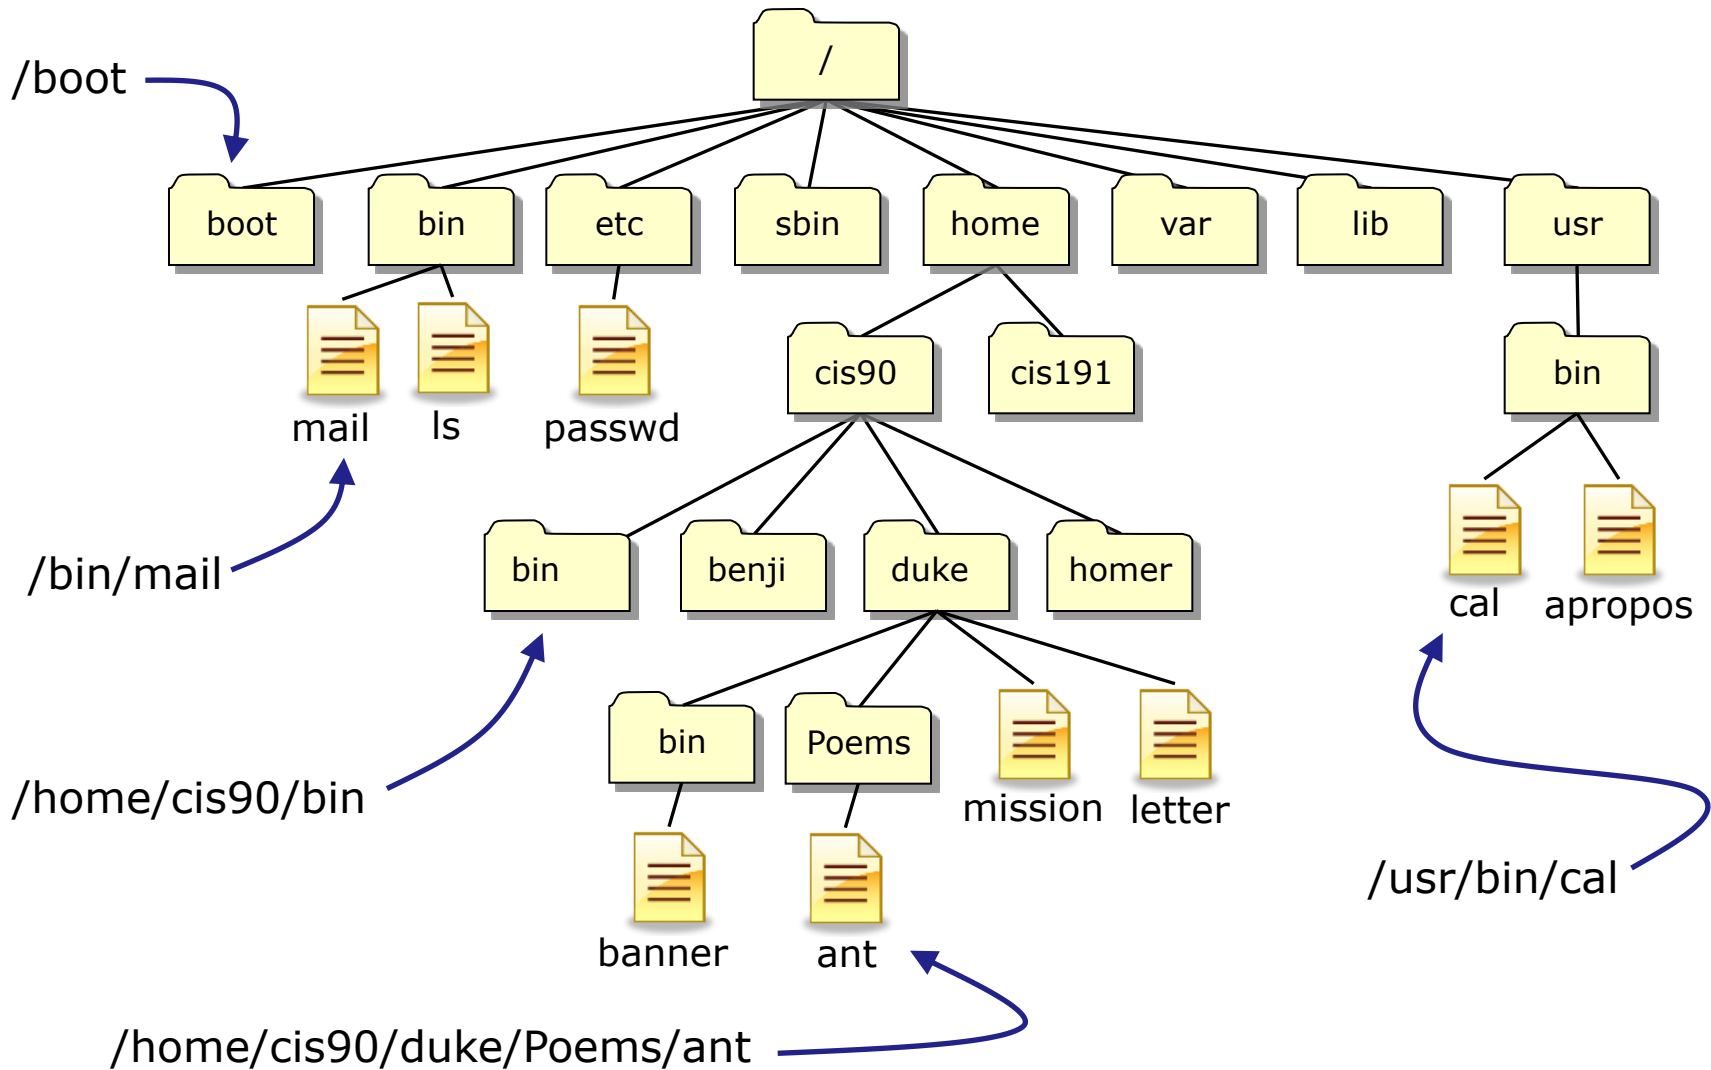 /
/boot
boot
bin
etc
sbin
home
var
lib
usr
mail
ls
passwd
cis90
cis191
bin
/bin/mail
bin
benji
duke
homer
cal
apropos
/home/cis90/bin
bin
Poems
mission
letter
/usr/bin/cal
banner
ant
/home/cis90/duke/Poems/ant